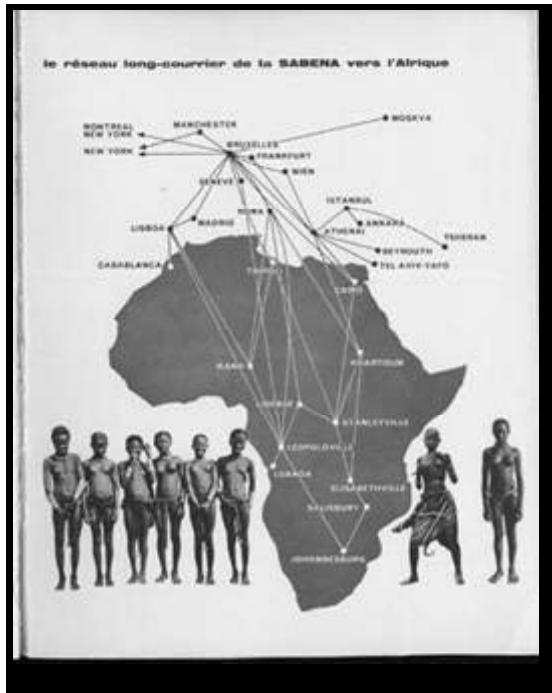 le réseau long-courrier de la SABENA vers l'Afrique
MONTREAL
NEW YORK
MANCHESTER
MOSKVA
NEW YORK
BRUXELLES
FRANKFURT
WIEN
GENEVE
ISTANBUL
ROMA
LISBOA
MADRID
ANKARA
ATHENAI
TEHERAN
BEYROUTH
CASABLANCA
TRIPOLI
TEL AVIV-YAFO
CAIRO
KHARTOUM
KANO
LIBENGE
STANLEYVILLE
LEOPOLDVILLE
LUANDA
ELISABETHVILLE
SALISBURY
JOHANNESBURG